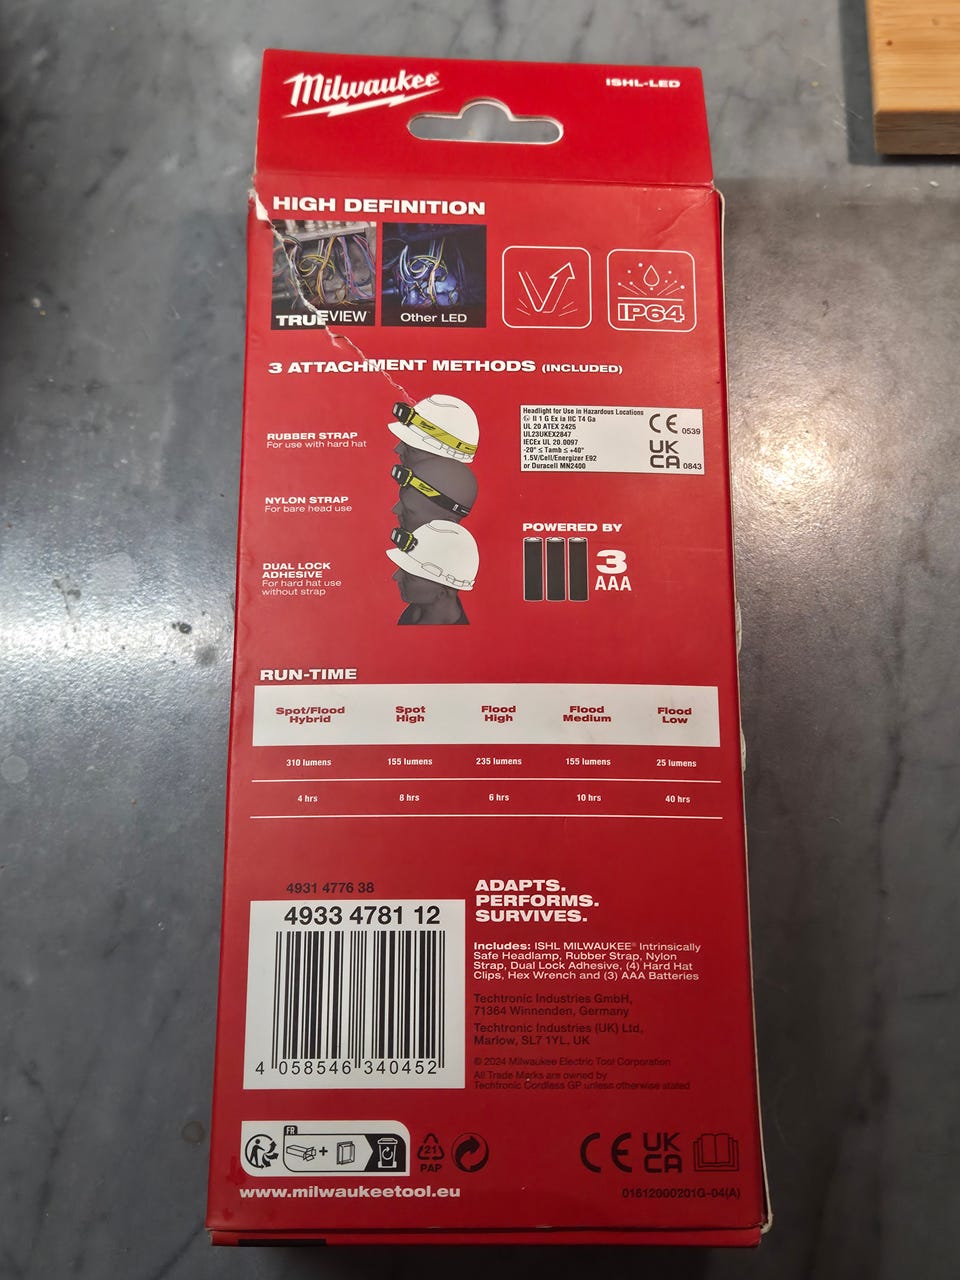 Milwaukee
ISHL-LED
HIGH DEFINITION
TRUEVIEW™
Other LED
IP64
3 ATTACHMENT METHODS (INCLUDED)
RUBBER STRAP
For use with hard hat
NYLON STRAP
For bare head use
DUAL LOCK
ADHESIVE
For hard hat use
without strap
Headlight for Use in Hazardous Locations
Ex II 1 G Ex ia IIC T4 Ga
UL 20 ATEX 2425
UL23UKEX2847
IECEx UL 20.0097
-20° ≤ Tamb ≤ +40°
1.5V/Cell/Energizer E92
or Duracell MN2400
CE 0539
UK
CA 0843
POWERED BY
3
AAA
RUN-TIME
Spot/Flood Hybrid Spot High Flood High Flood Medium Flood Low
310 lumens 155 lumens 235 lumens 155 lumens 25 lumens
4 hrs 8 hrs 6 hrs 10 hrs 40 hrs
4931 4776 38
4933 4781 12
4 058546 340452
ADAPTS.
PERFORMS.
SURVIVES.
Includes: ISHL MILWAUKEE® Intrinsically
Safe Headlamp, Rubber Strap, Nylon
Strap, Dual Lock Adhesive, (4) Hard Hat
Clips, Hex Wrench and (3) AAA Batteries
Techtronic Industries GmbH,
71364 Winnenden, Germany
Techtronic Industries (UK) Ltd,
Marlow, SL7 1YL, UK
© 2024 Milwaukee Electric Tool Corporation
All Trade Marks are owned by
Techtronic Cordless GP unless otherwise stated
FR
+
21
PAP
CE
UK
CA
www.milwaukeetool.eu
01612000201G-04(A)